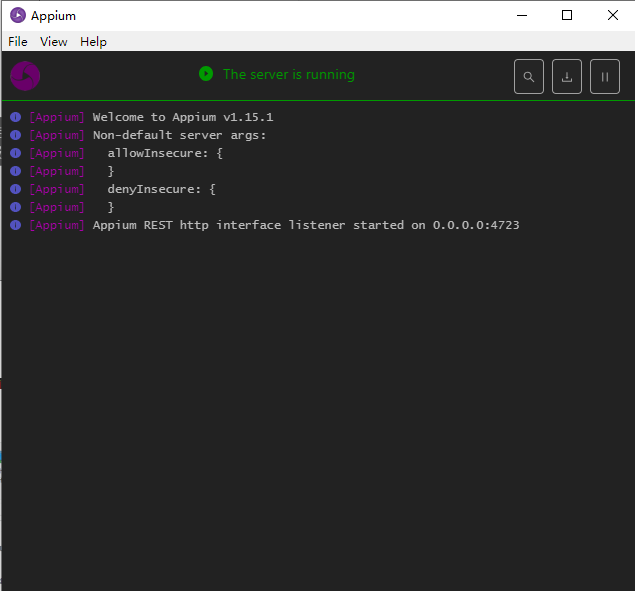 Appium
File View Help
The server is running
[Appium] Welcome to Appium v1.15.1
[Appium] Non-default server args:
[Appium]   allowInsecure: {
[Appium]   }
[Appium]   denyInsecure: {
[Appium]   }
[Appium] Appium REST http interface listener started on 0.0.0.0:4723